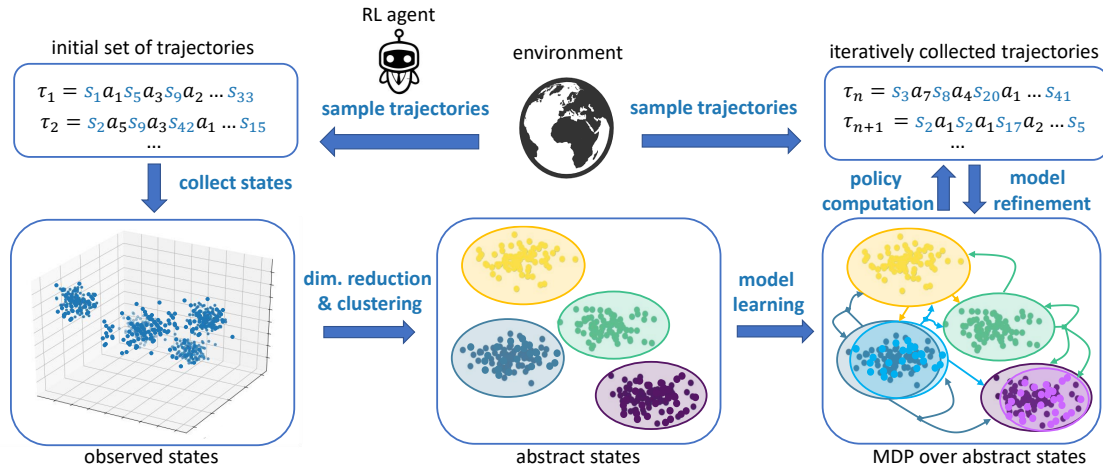 RL agent
initial set of trajectories
environment
iteratively collected trajectories
τ₁ = s₁a₁s₅a₃s₉a₂ … s₃₃
τ₂ = s₂a₅s₉a₃s₄₂a₁ … s₁₅
…
sample trajectories
sample trajectories
τₙ = s₃a₇s₈a₄s₂₀a₁ … s₄₁
τₙ₊₁ = s₂a₁s₂a₁s₁₇a₂ … s₅
…
collect states
policy
computation
model
refinement
dim. reduction
& clustering
model
learning
observed states
abstract states
MDP over abstract states